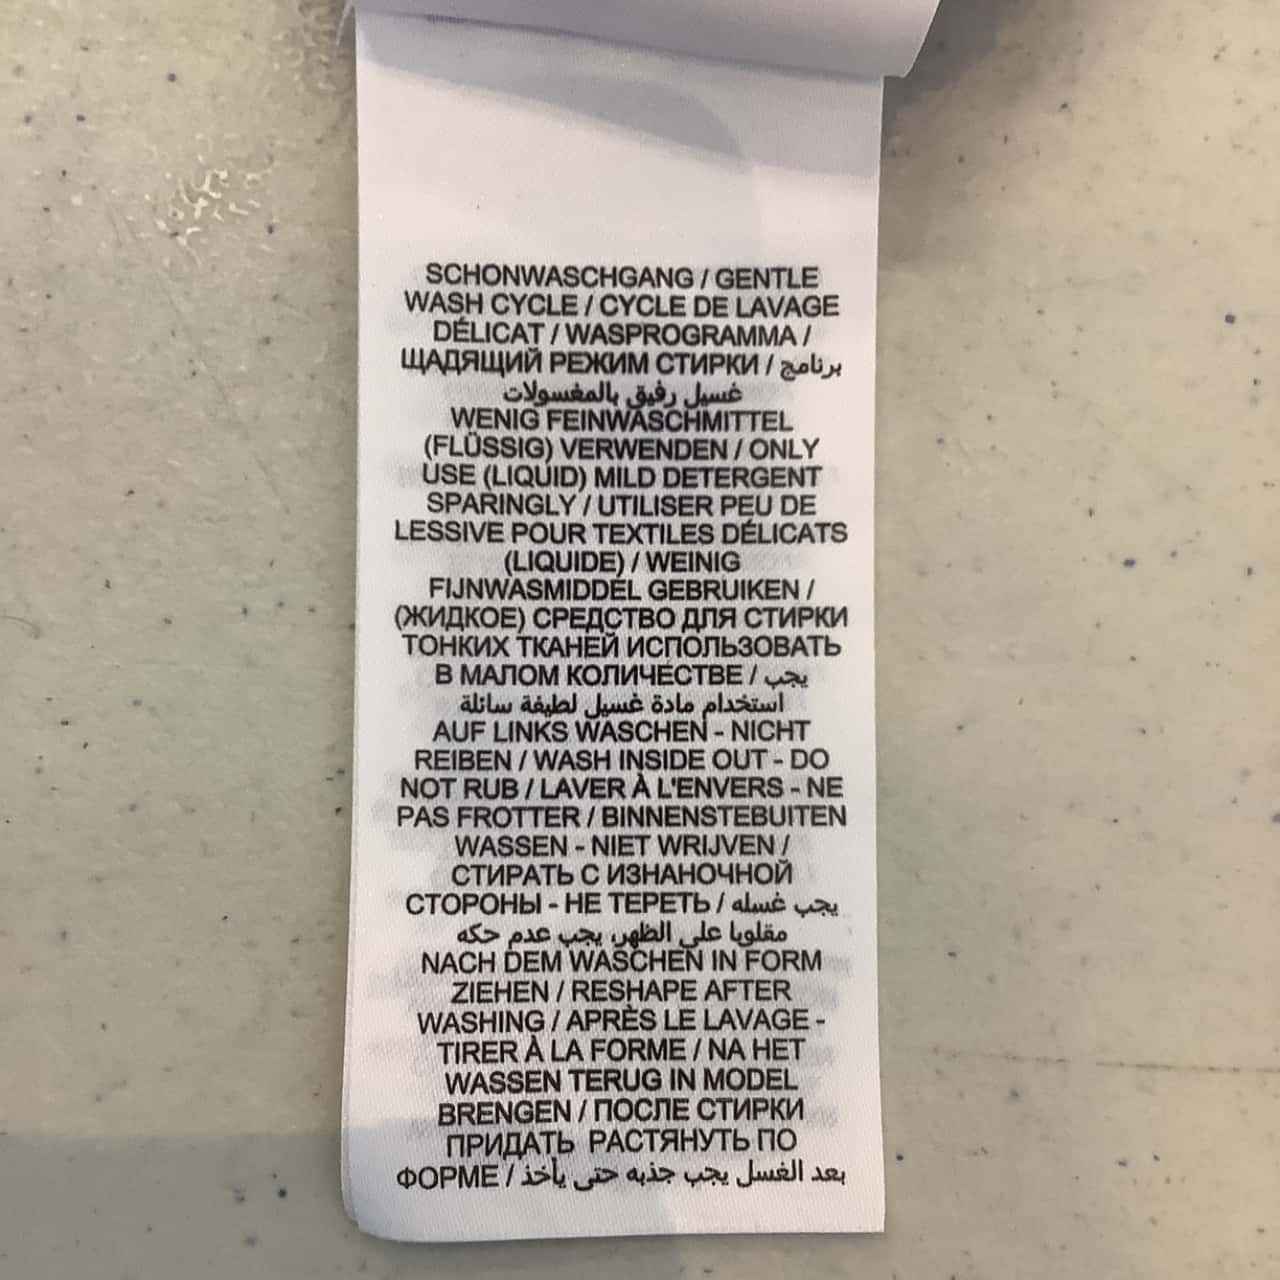 SCHONWASCHGANG / GENTLE
WASH CYCLE / CYCLE DE LAVAGE
DÉLICAT / WASPROGRAMMA /
ЩАДЯЩИЙ РЕЖИМ СТИРКИ / برنامج
غسيل رفيق بالمغسولات
WENIG FEINWASCHMITTEL
(FLÜSSIG) VERWENDEN / ONLY
USE (LIQUID) MILD DETERGENT
SPARINGLY / UTILISER PEU DE
LESSIVE POUR TEXTILES DÉLICATS
(LIQUIDE) / WEINIG
FIJNWASMIDDEL GEBRUIKEN /
(ЖИДКОЕ) СРЕДСТВО ДЛЯ СТИРКИ
ТОНКИХ ТКАНЕЙ ИСПОЛЬЗОВАТЬ
В МАЛОМ КОЛИЧЕСТВЕ / يجب
استخدام مادة غسيل لطيفة سائلة
AUF LINKS WASCHEN - NICHT
REIBEN / WASH INSIDE OUT - DO
NOT RUB / LAVER À L'ENVERS - NE
PAS FROTTER / BINNENSTEBUITEN
WASSEN - NIET WRIJVEN /
СТИРАТЬ С ИЗНАНОЧНОЙ
СТОРОНЫ - НЕ ТЕРЕТЬ / يجب غسله
مقلوبا على الظهر، يجب عدم حكه
NACH DEM WASCHEN IN FORM
ZIEHEN / RESHAPE AFTER
WASHING / APRÈS LE LAVAGE -
TIRER À LA FORME / NA HET
WASSEN TERUG IN MODEL
BRENGEN / ПОСЛЕ СТИРКИ
ПРИДАТЬ РАСТЯНУТЬ ПО
ФОРМЕ / بعد الغسل يجب جذبه حتى يأخذ